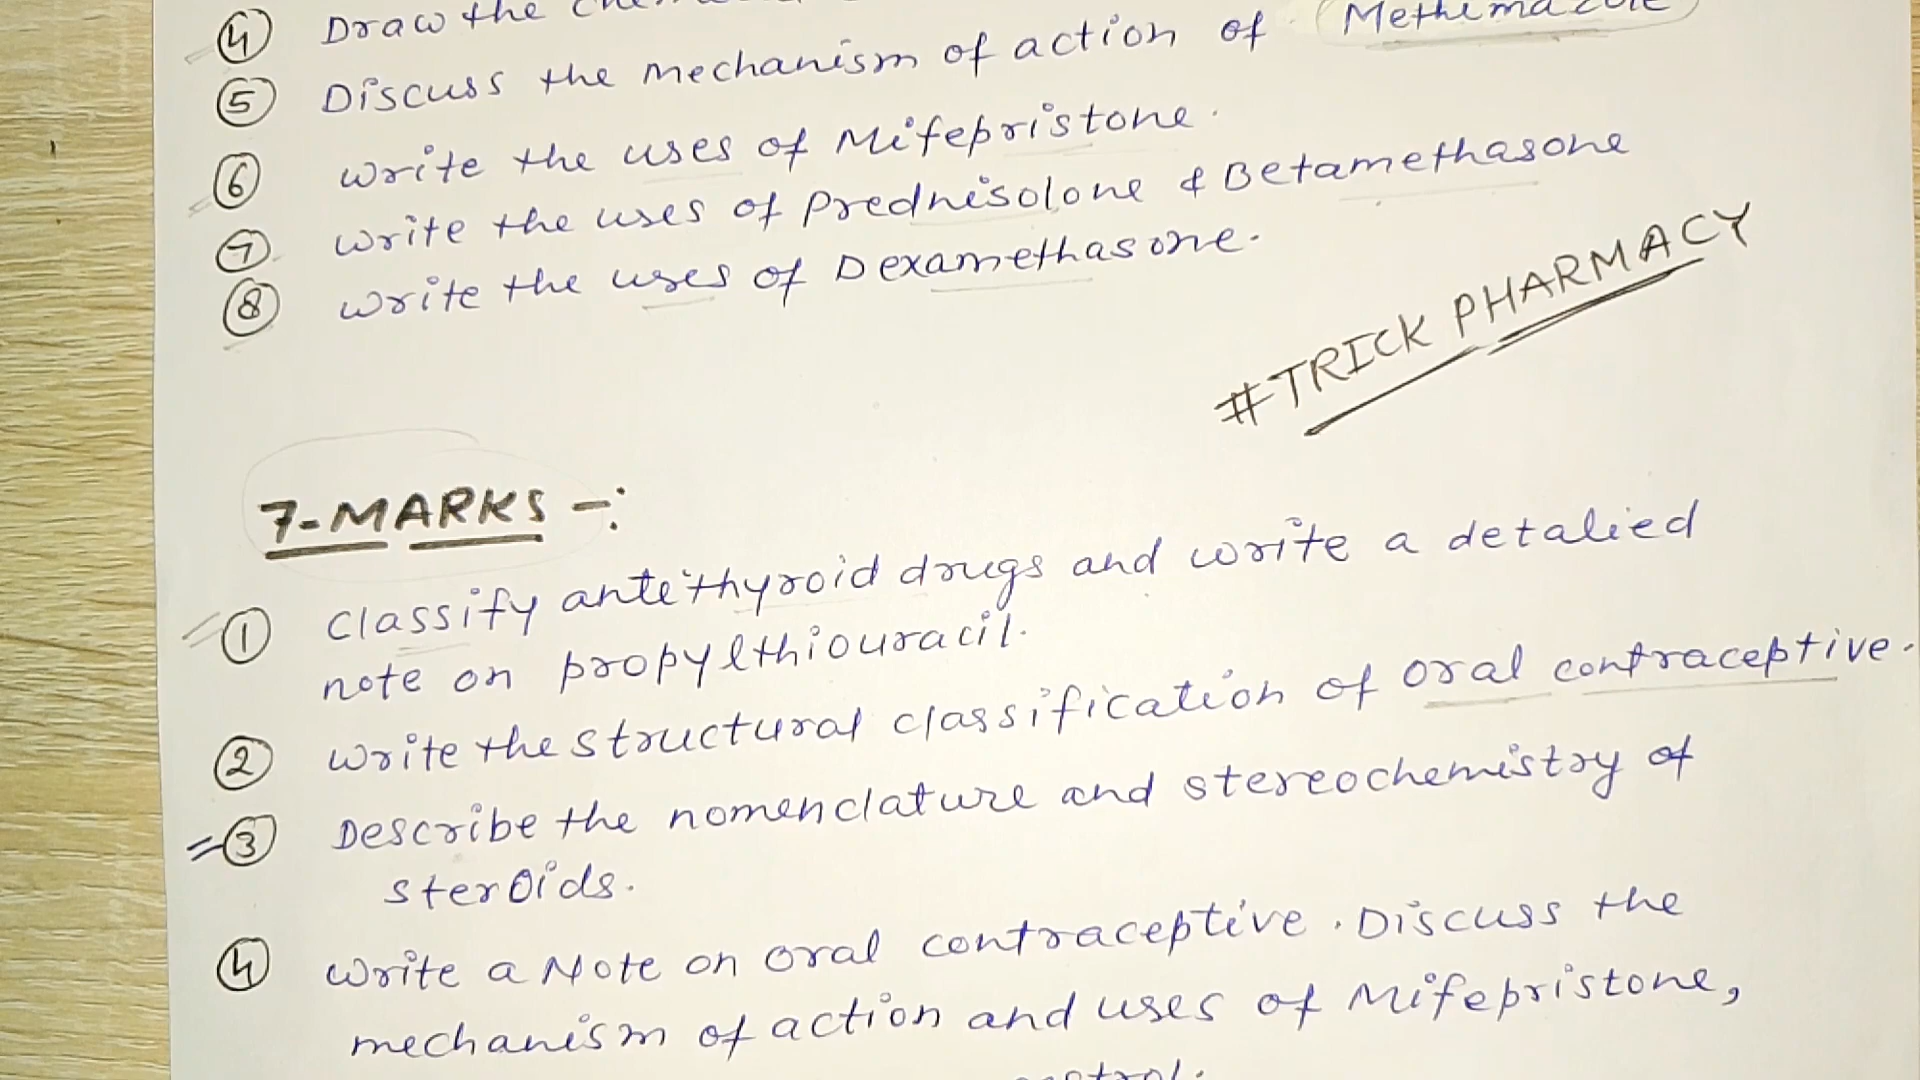 ④ Draw the
⑤ Discuss the mechanism of action of Methimazole
⑥ write the uses of Mifepristone.
⑦ write the uses of Prednisolone & Betamethasone
⑧ write the uses of Dexamethasone.
#TRICK PHARMACY
7-MARKS -:
① classify antithyroid drugs and write a detalied
note on propylthiouracil.
② write the structural classification of oral contraceptive.
③ Describe the nomenclature and stereochemistry of
steroids.
④ write a Note on oral contraceptive. Discuss the
mechanism of action and uses of Mifepristone,